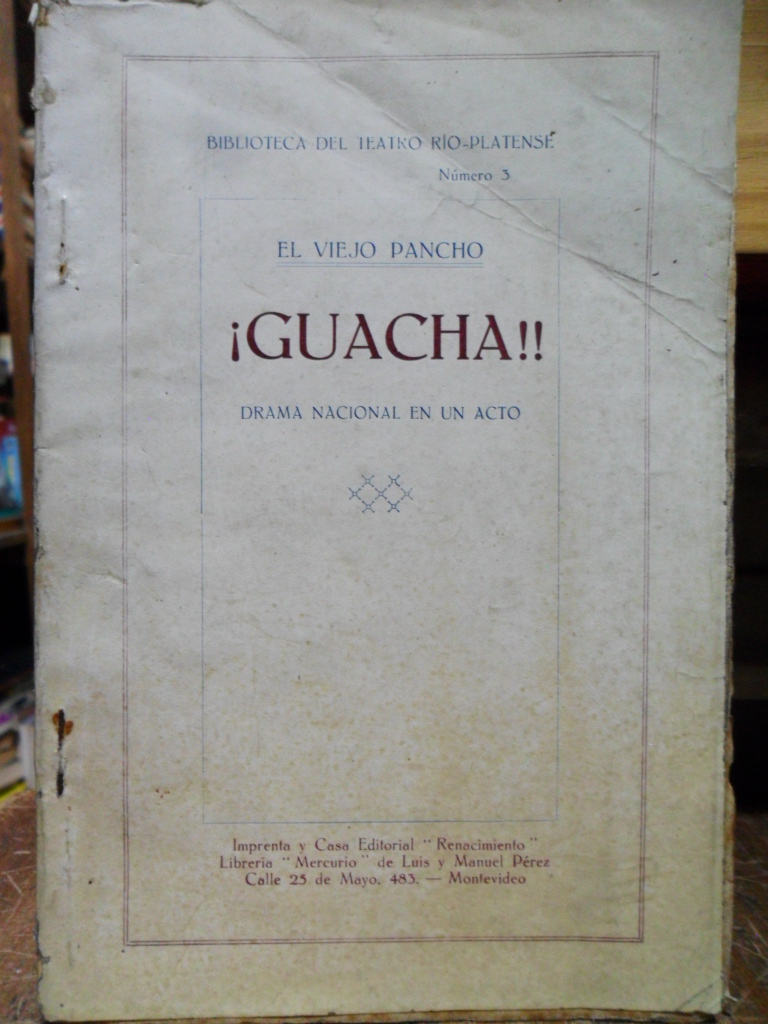 BIBLIOTECA DEL TEATRO RÍO-PLATENSE
Número 3
EL VIEJO PANCHO
¡GUACHA!!
DRAMA NACIONAL EN UN ACTO
Imprenta y Casa Editorial "Renacimiento"
Librería "Mercurio" de Luis y Manuel Pérez
Calle 25 de Mayo, 483. — Montevideo